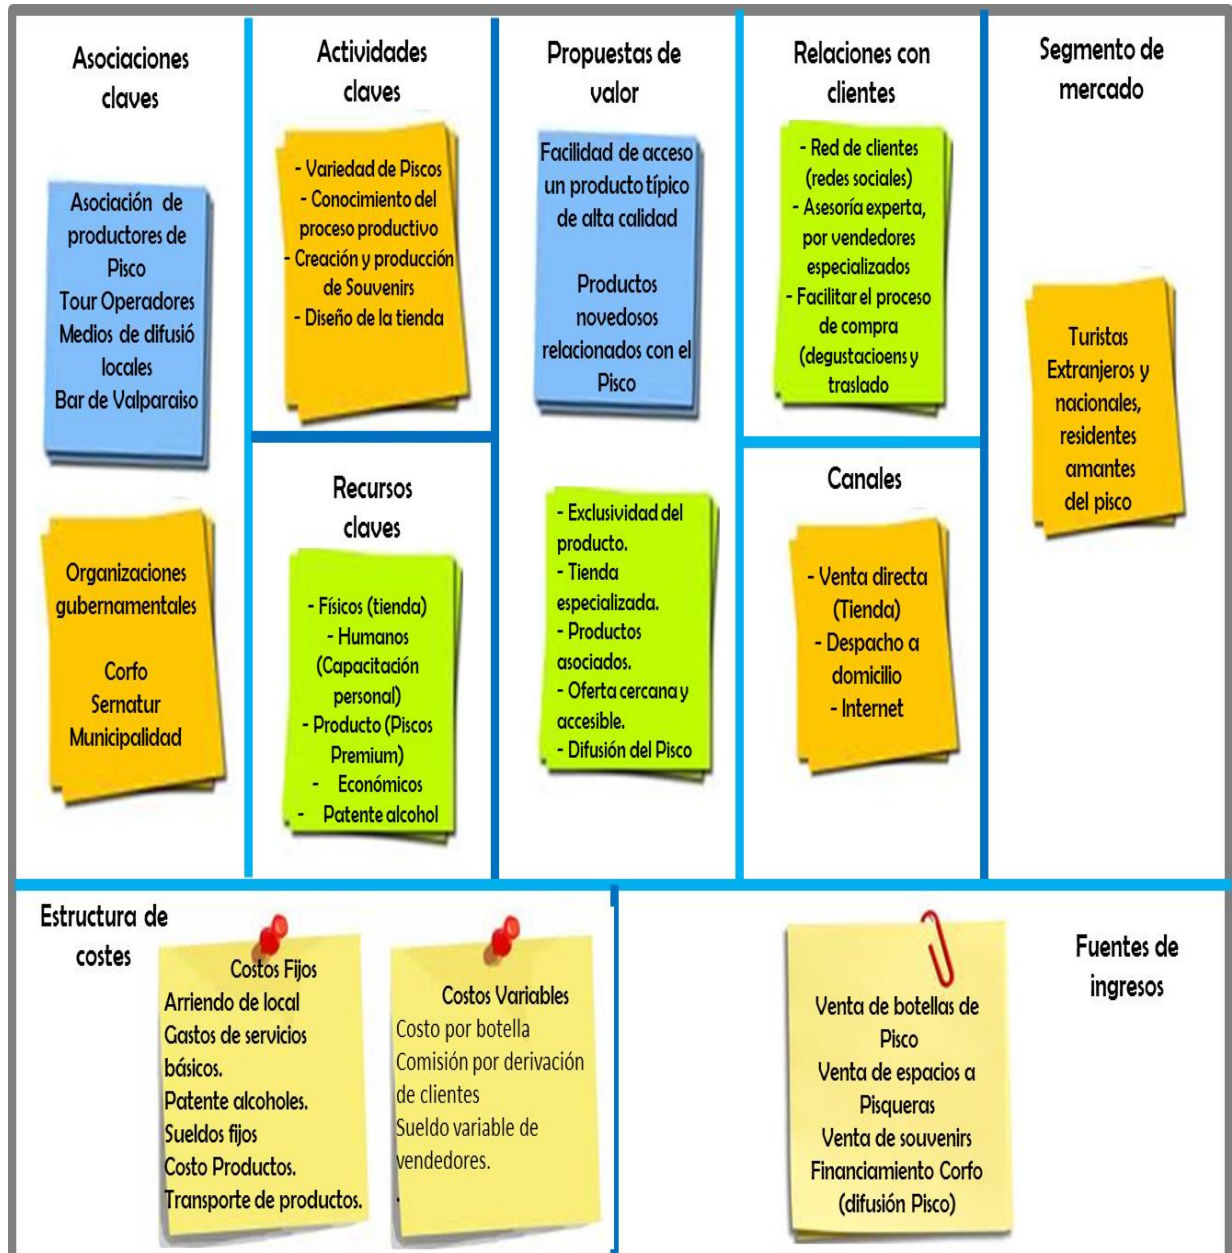 Asociaciones
claves
Asociación de
productores de
Pisco
Tour Operadores
Medios de difusió
locales
Bar de Valparaiso
Organizaciones
gubernamentales
Corfo
Sernatur
Municipalidad
Actividades
claves
- Variedad de Piscos
- Conocimiento del
proceso productivo
- Creación y producción
de Souvenirs
- Diseño de la tienda
Recursos
claves
- Físicos (tienda)
- Humanos
(Capacitación
personal)
- Producto (Piscos
Premium)
- Económicos
- Patente alcohol
Propuestas de
valor
Facilidad de acceso
un producto típico
de alta calidad
Productos
novedosos
relacionados con el
Pisco
- Exclusividad del
producto.
- Tienda
especializada.
- Productos
asociados.
- Oferta cercana y
accesible.
- Difusión del Pisco
Relaciones con
clientes
- Red de clientes
(redes sociales)
- Asesoría experta,
por vendedores
especializados
- Facilitar el proceso
de compra
(degustacioens y
traslado
Canales
- Venta directa
(Tienda)
- Despacho a
domicilio
- Internet
Segmento de
mercado
Turistas
Extranjeros y
nacionales,
residentes
amantes
del pisco
Estructura de
costes
Costos Fijos
Arriendo de local
Gastos de servicios
básicos.
Patente alcoholes.
Sueldos fijos
Costo Productos.
Transporte de productos.
Costos Variables
Costo por botella
Comisión por derivación
de clientes
Sueldo variable de
vendedores.
.
Fuentes de
ingresos
Venta de botellas de
Pisco
Venta de espacios a
Pisqueras
Venta de souvenirs
Financiamiento Corfo
(difusión Pisco)